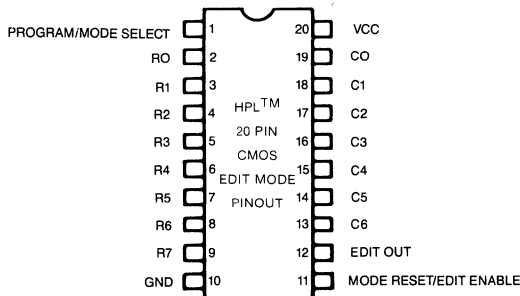 PROGRAM/MODE SELECT 1 20 VCC
RO 2 19 CO
R1 3 18 C1
HPL™
R2 4 17 C2
20 PIN
R3 5 16 C3
CMOS
R4 6 15 C4
EDIT MODE
R5 7 14 C5
PINOUT
R6 8 13 C6
R7 9 12 EDIT OUT
GND 10 11 MODE RESET/EDIT ENABLE